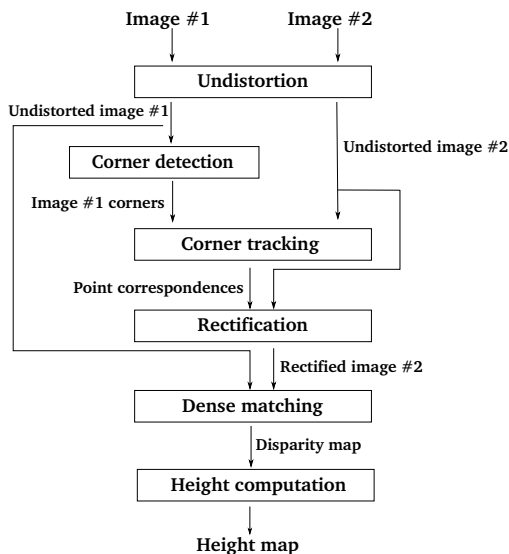 Image #1
Image #2
Undistortion
Undistorted image #1
Undistorted image #2
Corner detection
Image #1 corners
Corner tracking
Point correspondences
Rectification
Rectified image #2
Dense matching
Disparity map
Height computation
Height map